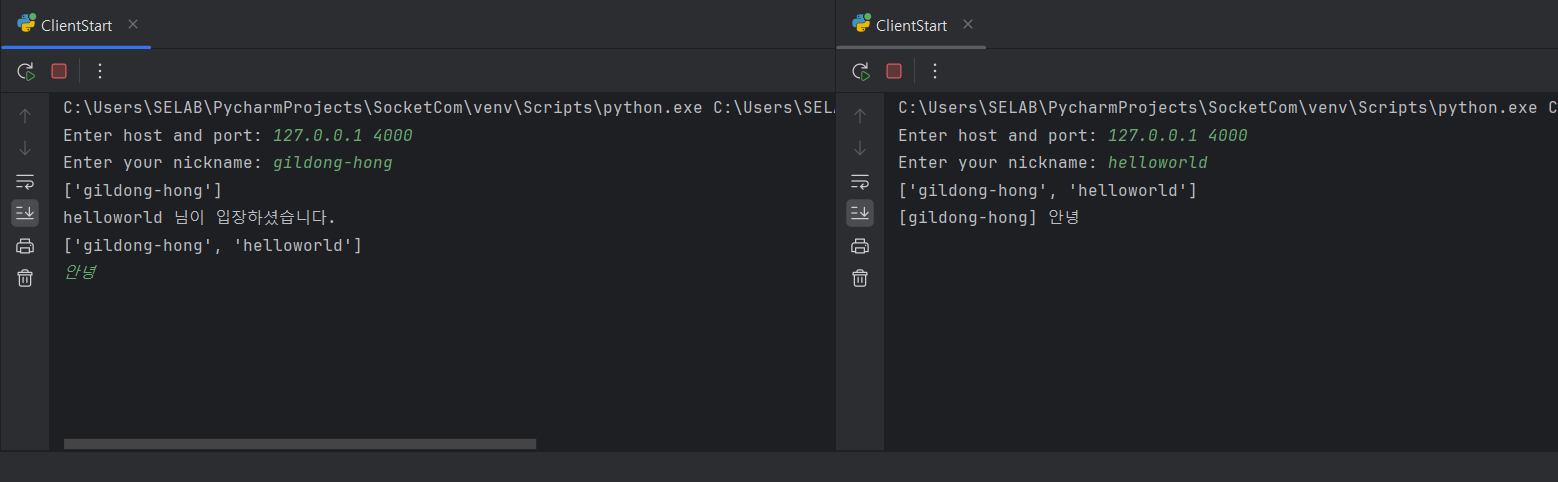 ClientStart
C:\Users\SELAB\PycharmProjects\SocketCom\venv\Scripts\python.exe C:\Users\SELA
Enter host and port: 127.0.0.1 4000
Enter your nickname: gildong-hong
['gildong-hong']
helloworld 님이 입장하셨습니다.
['gildong-hong', 'helloworld']
안녕
ClientStart
C:\Users\SELAB\PycharmProjects\SocketCom\venv\Scripts\python.exe C
Enter host and port: 127.0.0.1 4000
Enter your nickname: helloworld
['gildong-hong', 'helloworld']
[gildong-hong] 안녕